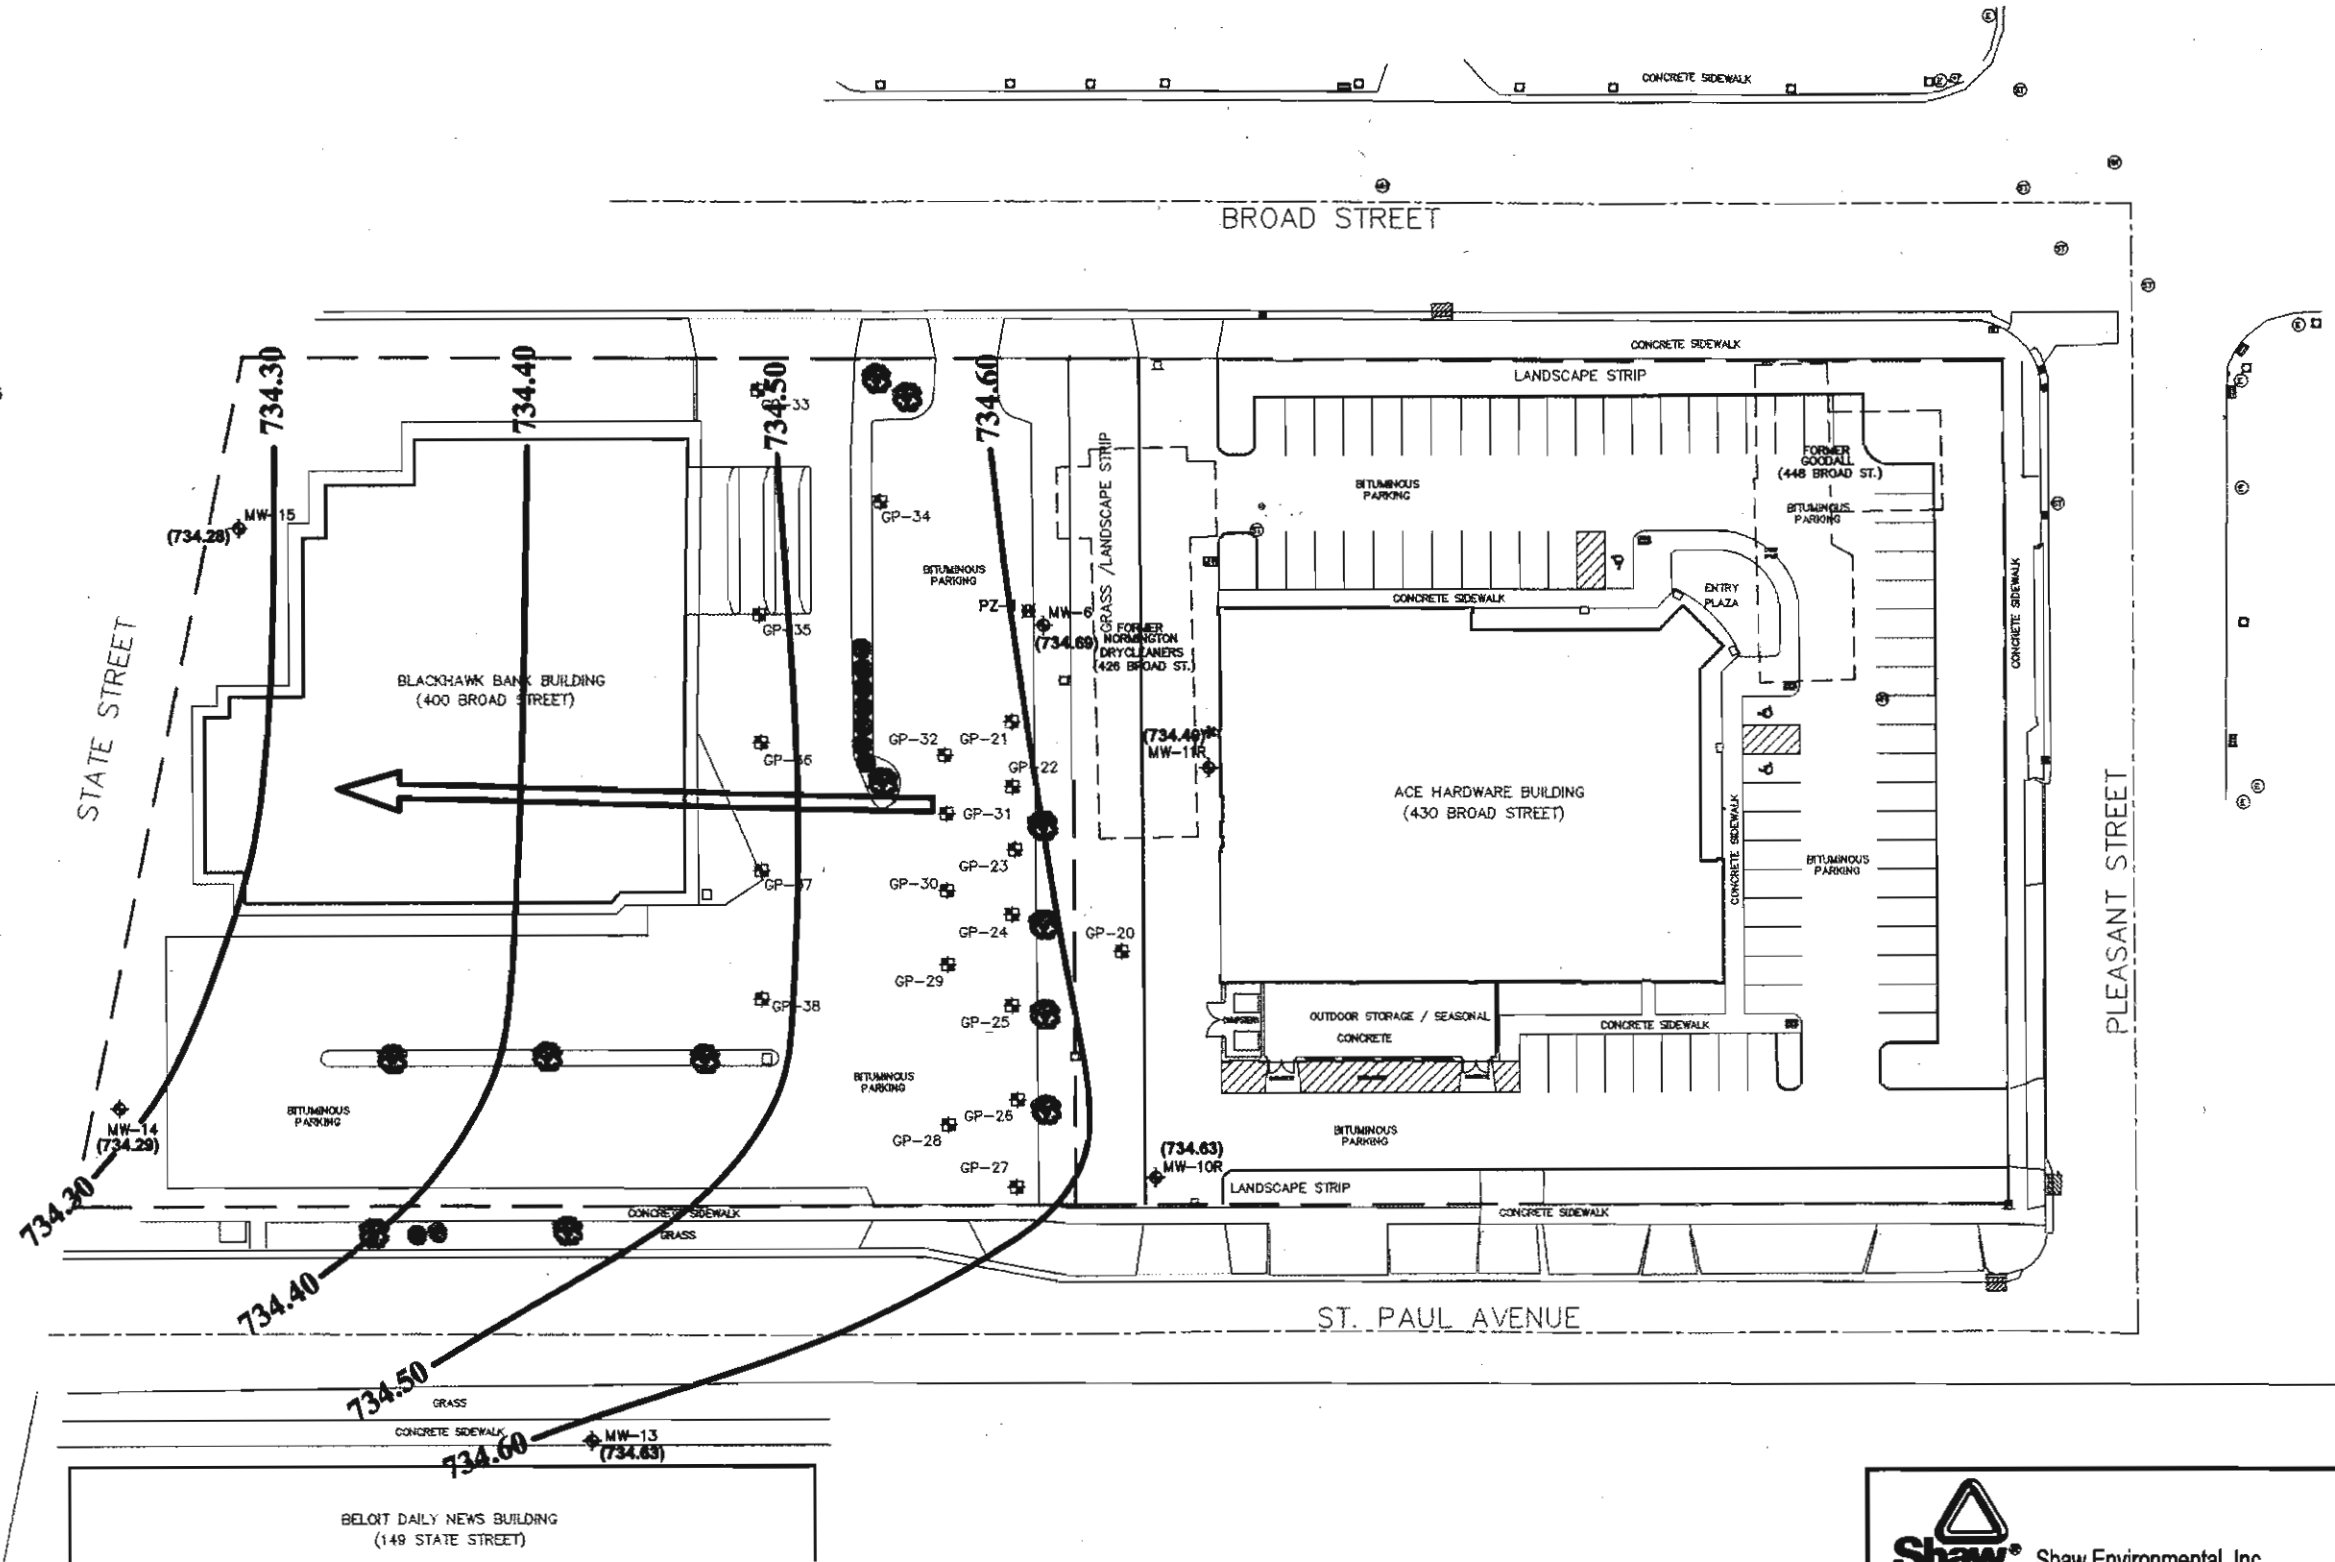 CONCRETE SIDEWALK
BROAD STREET
CONCRETE SIDEWALK
LANDSCAPE STRIP
734.30
734.40
734.50
734.60
GRASS /LANDSCAPE STRIP
FORMER
GOODALL
(448 BROAD ST.)
BITUMINOUS
PARKING
BITUMINOUS
PARKING
MW-15
(734.28)
GP-34
BITUMINOUS
PARKING
PZ-
MW-6
(734.69)
FORMER
NORMINGTON
DRYCLEANERS
(426 BROAD ST.)
CONCRETE SIDEWALK
ENTRY
PLAZA
CONCRETE SIDEWALK
GP-35
STATE STREET
BLACKHAWK BANK BUILDING
(400 BROAD STREET)
GP-36
GP-32
GP-21
GP-22
MW-11R
ACE HARDWARE BUILDING
(430 BROAD STREET)
GP-31
GP-23
GP-30
GP-37
GP-24
GP-20
GP-29
GP-25
GP-38
CONCRETE SIDEWALK
BITUMINOUS
PARKING
PLEASANT STREET
OUTDOOR STORAGE / SEASONAL
CONCRETE
CONCRETE SIDEWALK
BITUMINOUS
PARKING
BITUMINOUS
PARKING
GP-26
GP-28
GP-27
MW-14
(734.29)
BITUMINOUS
PARKING
(734.63)
MW-10R
LANDSCAPE STRIP
CONCRETE SIDEWALK
CONCRETE SIDEWALK
GRASS
734.30
734.40
734.50
734.60
ST. PAUL AVENUE
GRASS
CONCRETE SIDEWALK
MW-13
(734.63)
BELOIT DAILY NEWS BUILDING
(149 STATE STREET)
Shaw® Shaw Environmental, Inc.